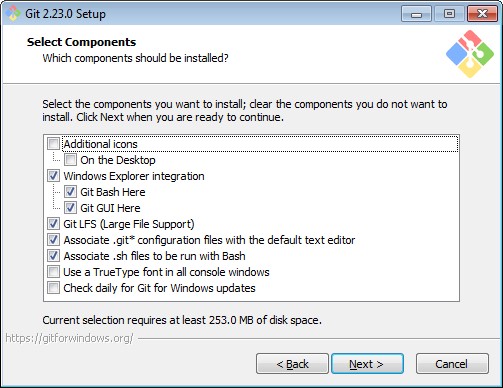 Git 2.23.0 Setup
Select Components
Which components should be installed?
Select the components you want to install; clear the components you do not want to
install. Click Next when you are ready to continue.
Additional icons
On the Desktop
Windows Explorer integration
Git Bash Here
Git GUI Here
Git LFS (Large File Support)
Associate .git* configuration files with the default text editor
Associate .sh files to be run with Bash
Use a TrueType font in all console windows
Check daily for Git for Windows updates
Current selection requires at least 253.0 MB of disk space.
https://gitforwindows.org/
< Back
Next >
Cancel